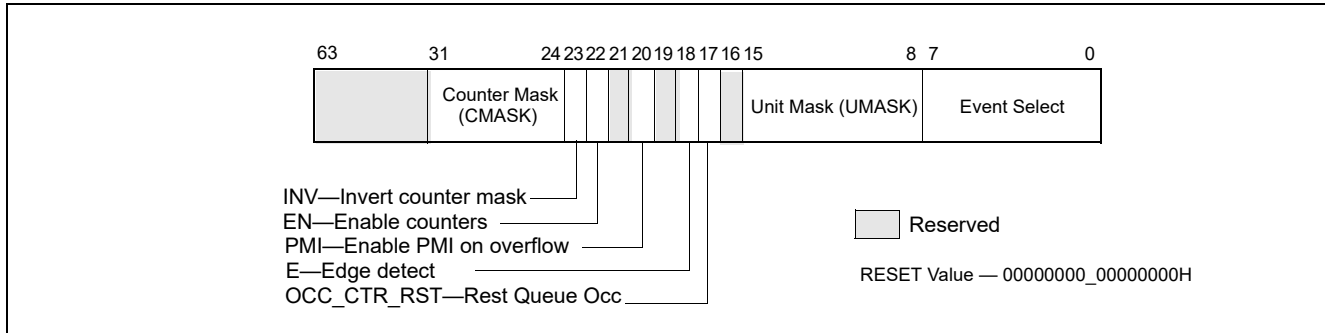 63 31 24 23 22 21 20 19 18 17 16 15 8 7 0
Counter Mask
(CMASK)
Unit Mask (UMASK)
Event Select
INV—Invert counter mask
EN—Enable counters
PMI—Enable PMI on overflow
E—Edge detect
OCC_CTR_RST—Rest Queue Occ
Reserved
RESET Value — 00000000_00000000H